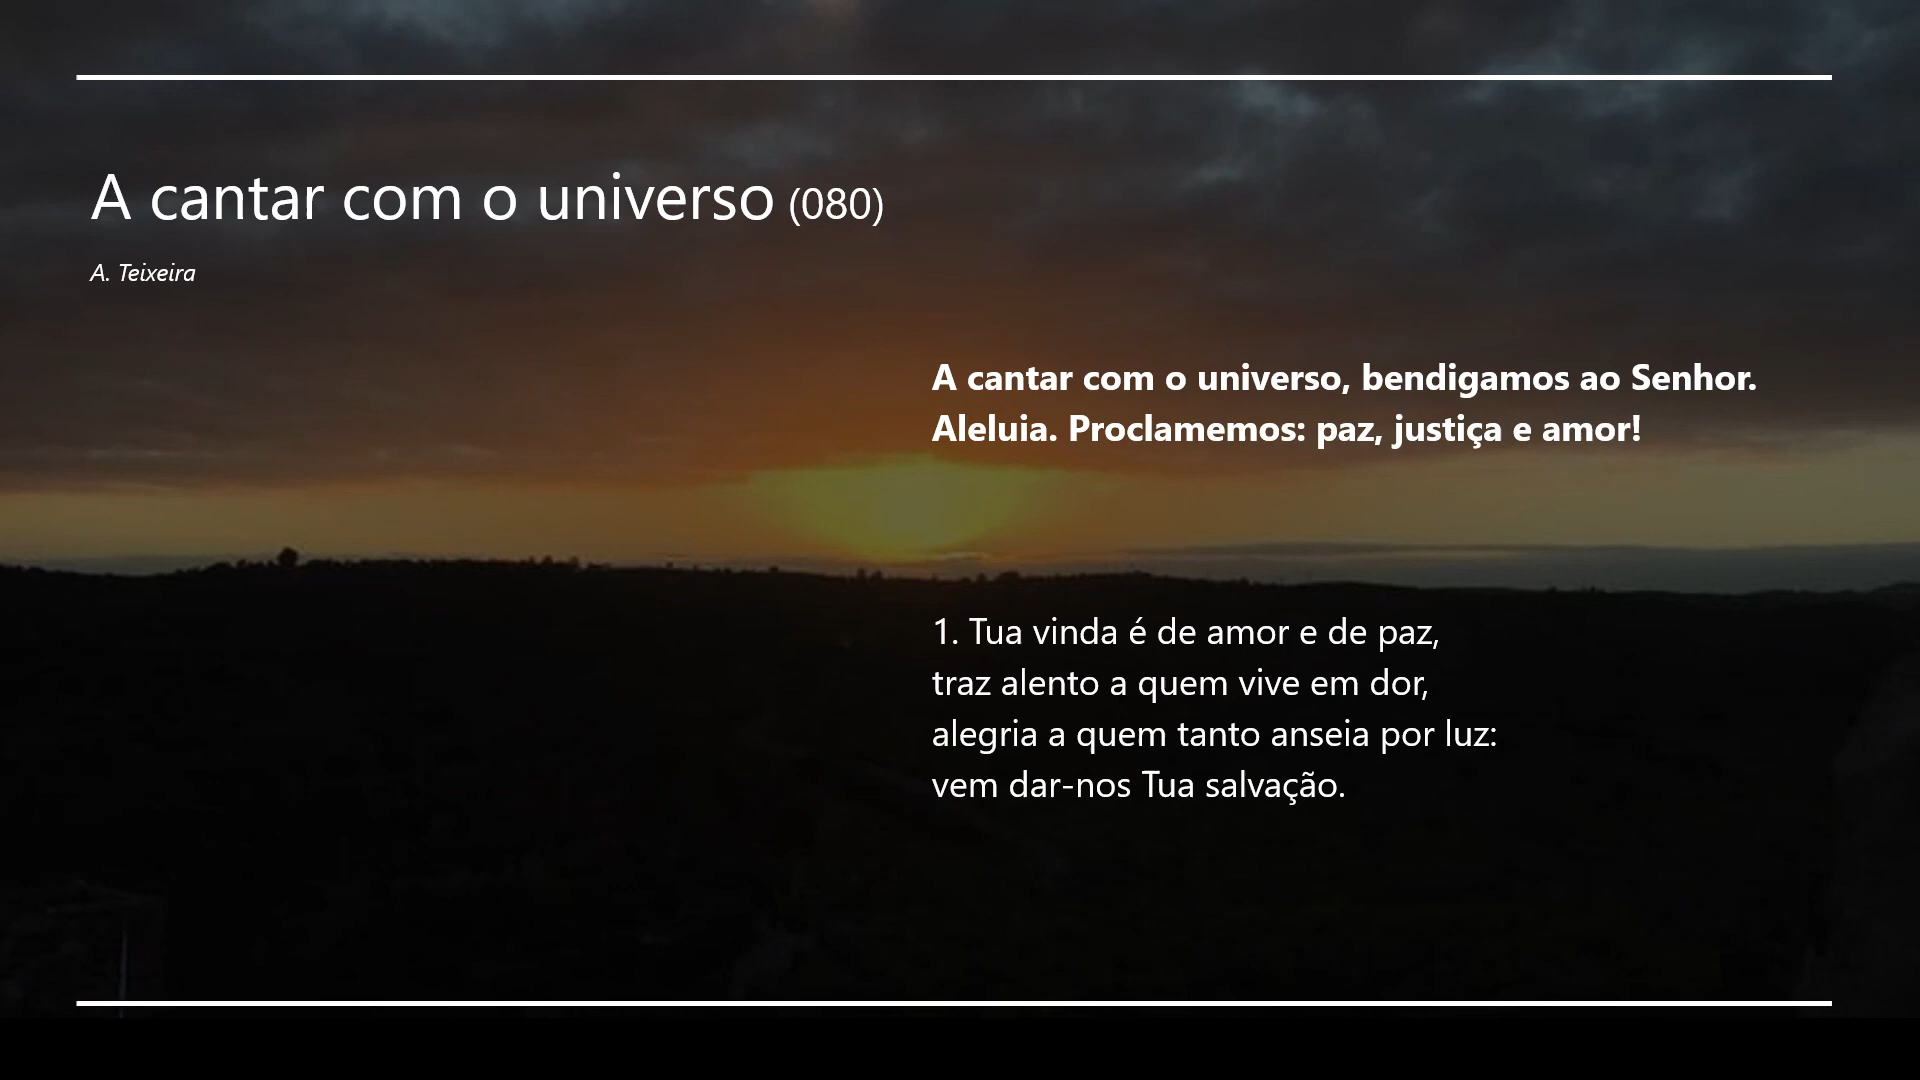 A cantar com o universo (080)
A. Teixeira
A cantar com o universo, bendigamos ao Senhor.
Aleluia. Proclamemos: paz, justiça e amor!
1. Tua vinda é de amor e de paz,
traz alento a quem vive em dor,
alegria a quem tanto anseia por luz:
vem dar-nos Tua salvação.